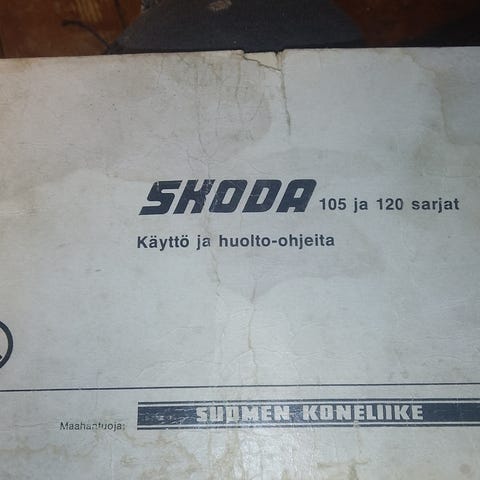 SKODA 105 ja 120 sarjat
Käyttö ja huolto-ohjeita
Maahantuoja: SUOMEN KONELIIKE